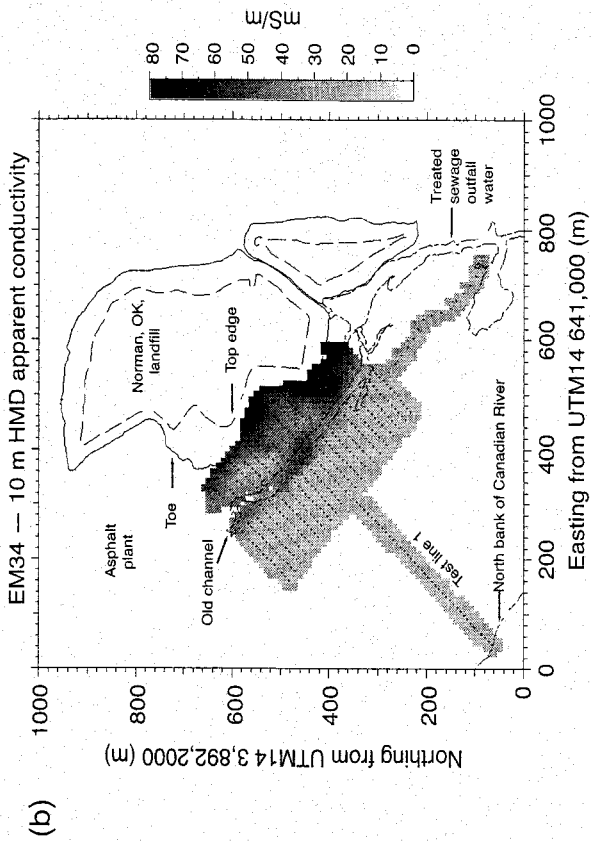 (b)
EM34 — 10 m HMD apparent conductivity
mS/m
80
70
60
50
40
30
20
10
0
Northing from UTM14 3,892,2000 (m)
1000
800
600
400
200
0
Asphalt
plant
Toe
Norman, OK,
landfill
Top edge
Old channel
Treated
sewage
outfall
water
Test line 1
North bank of Canadian River
0
200
400
600
800
1000
Easting from UTM14 641,000 (m)